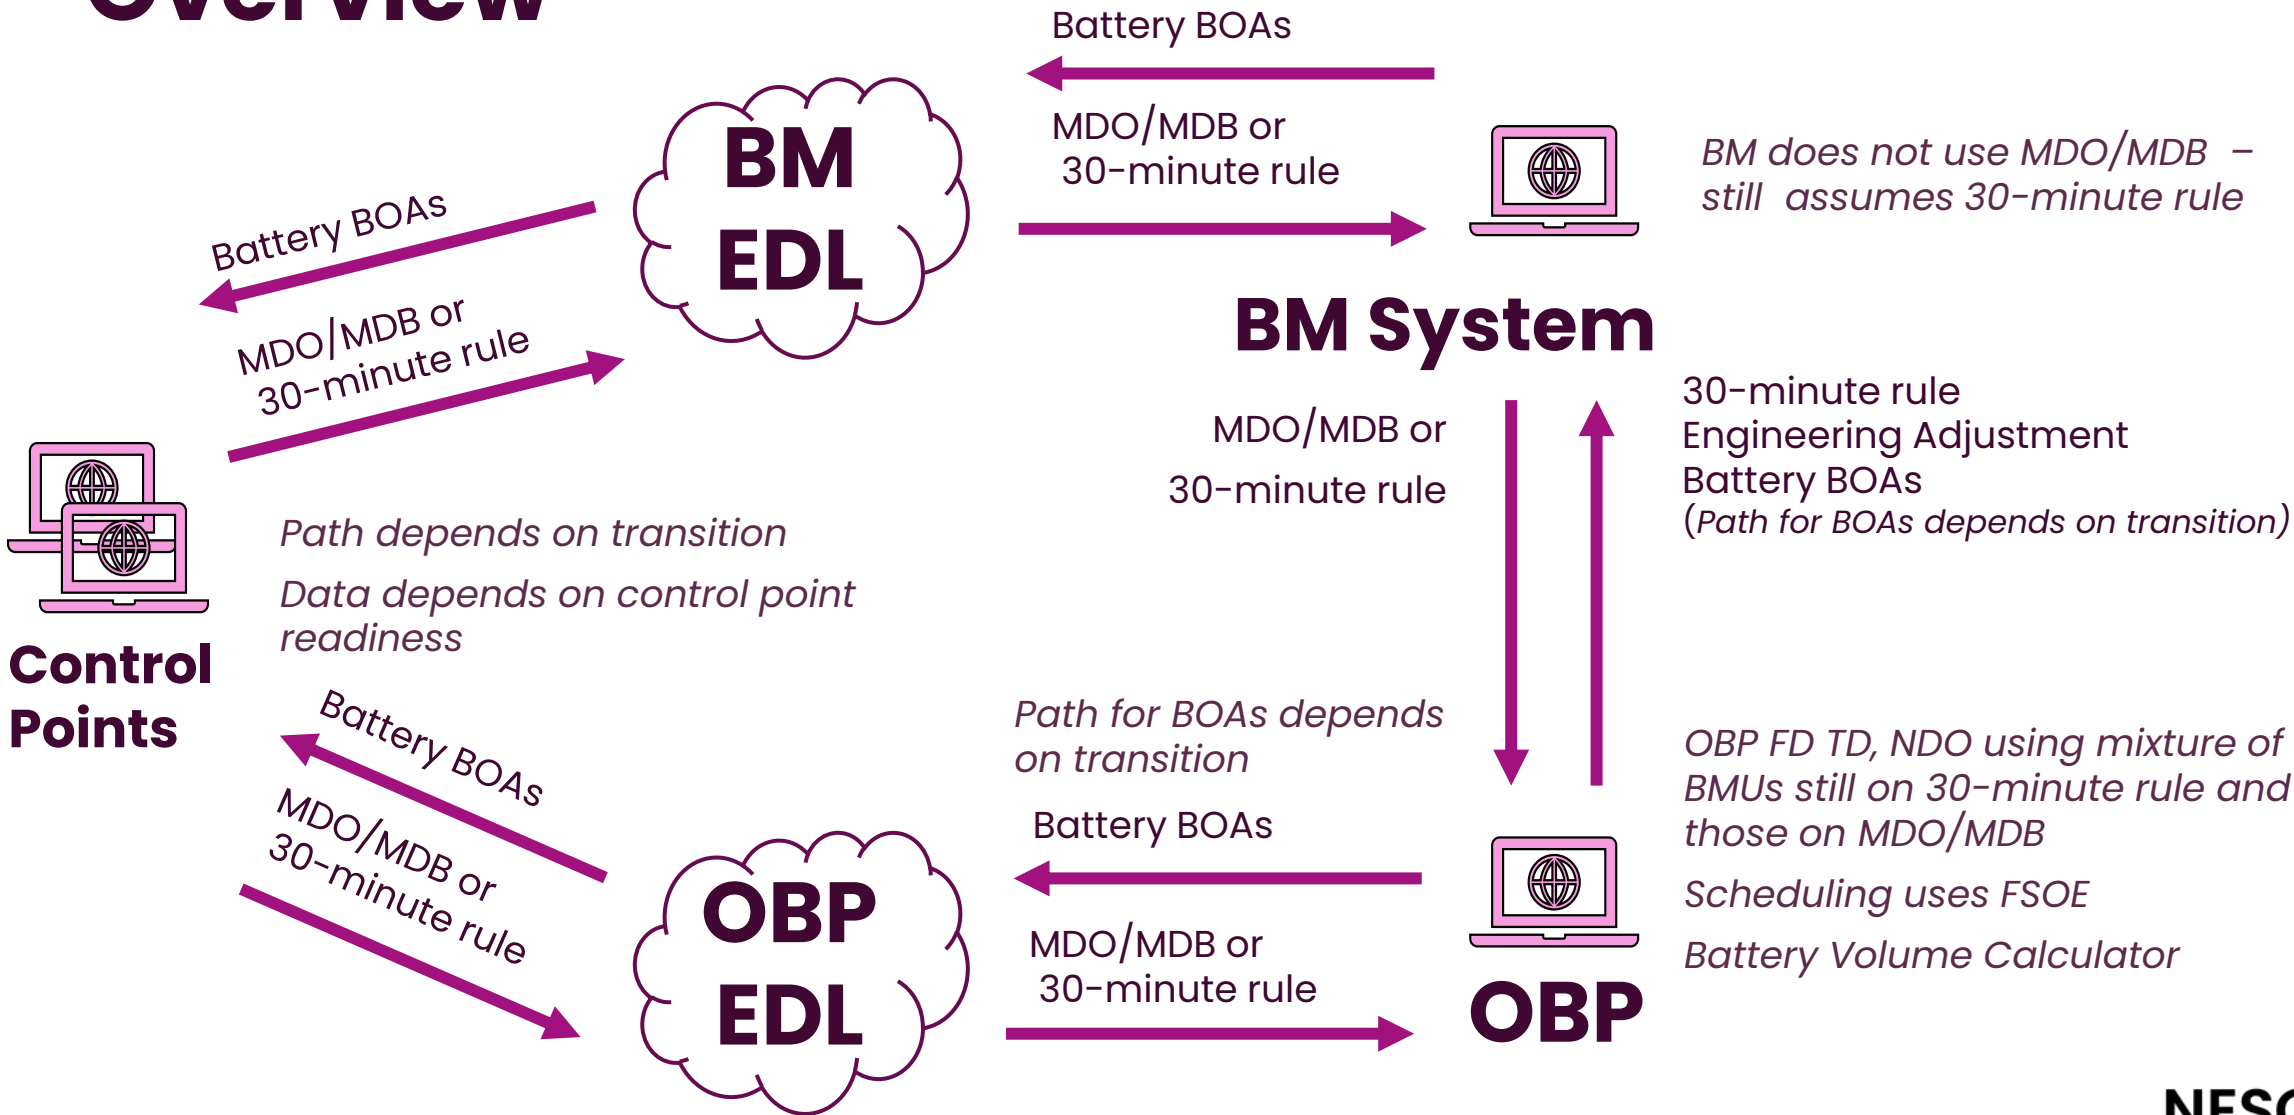 Overview
Battery BOAs
MDO/MDB or
30-minute rule
BM
EDL
BM does not use MDO/MDB –
still assumes 30-minute rule
Battery BOAs
MDO/MDB or
30-minute rule
BM System
MDO/MDB or
30-minute rule
30-minute rule
Engineering Adjustment
Battery BOAs
(Path for BOAs depends on transition)
Path depends on transition
Data depends on control point
readiness
Control
Points
Battery BOAs
MDO/MDB or
30-minute rule
Path for BOAs depends
on transition
Battery BOAs
MDO/MDB or
30-minute rule
OBP
EDL
OBP FD TD, NDO using mixture of
BMUs still on 30-minute rule and
those on MDO/MDB
Scheduling uses FSOE
Battery Volume Calculator
OBP
NESO